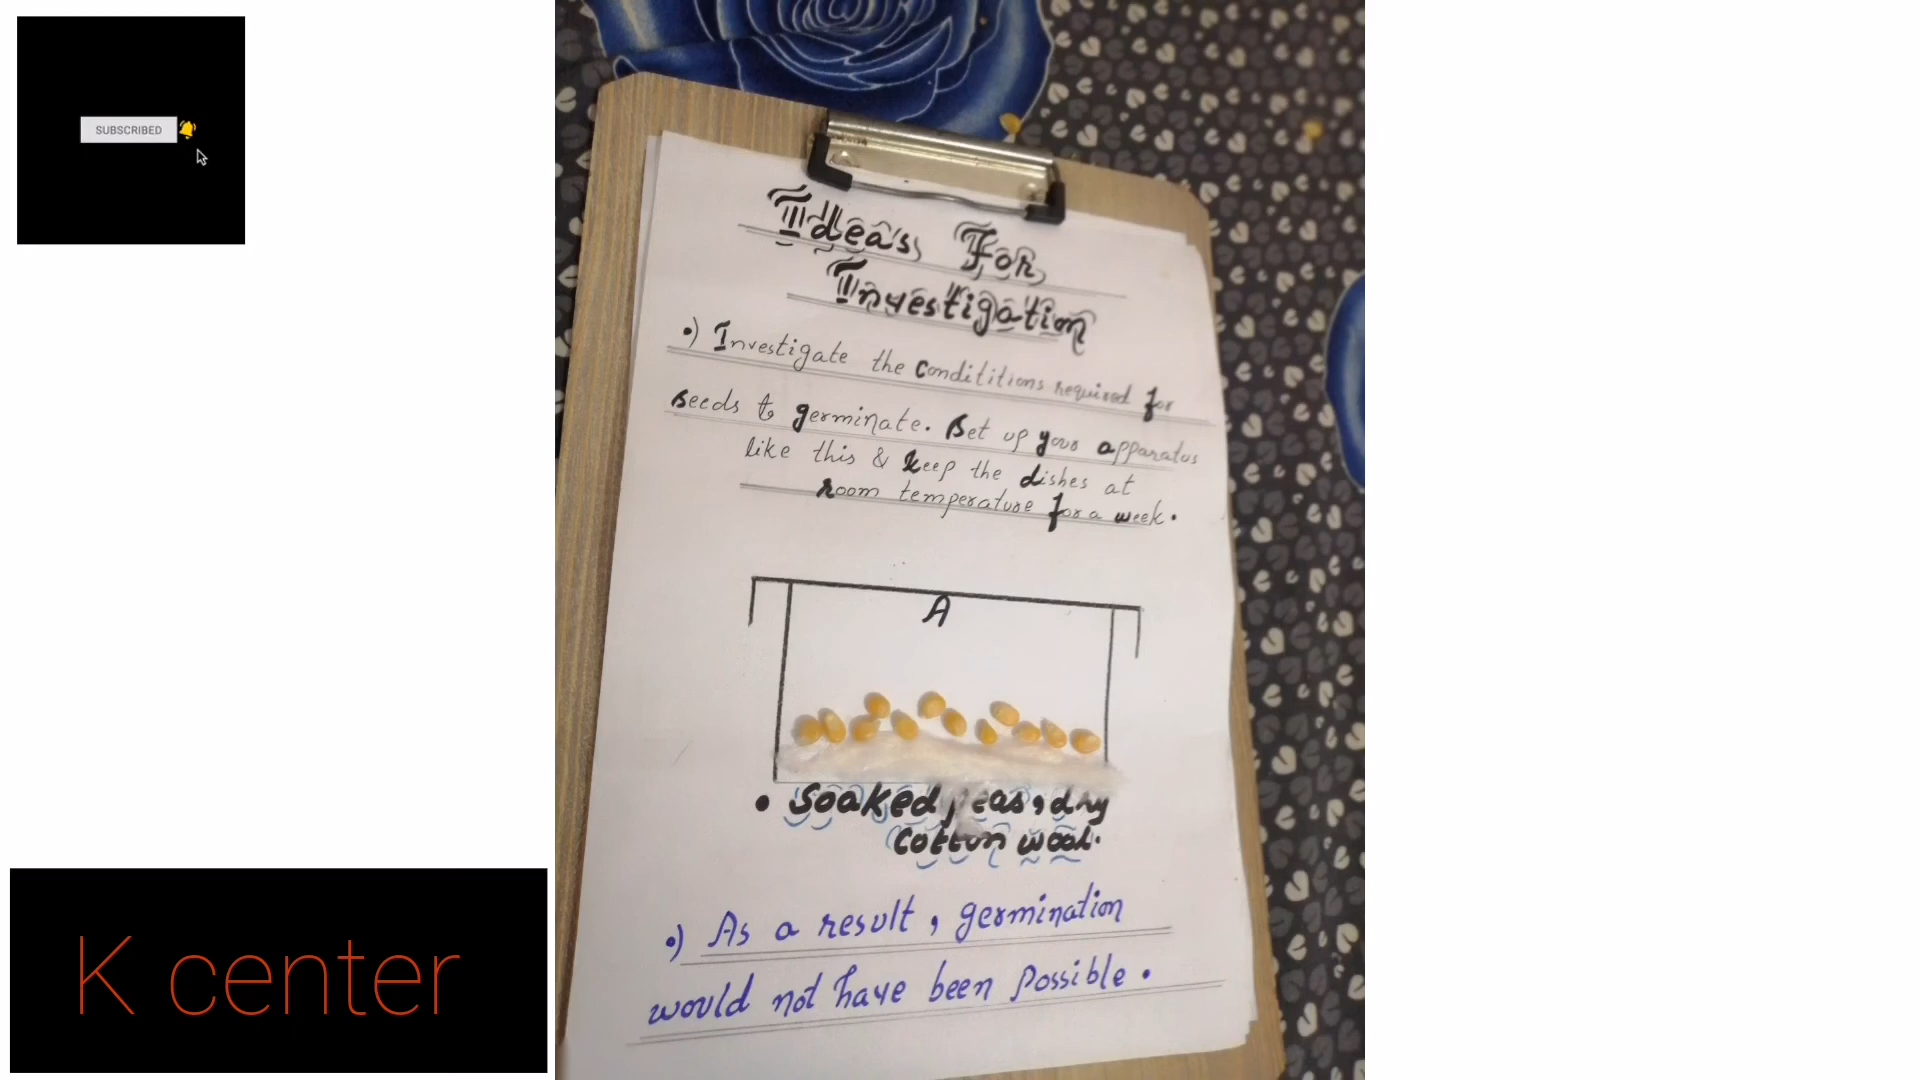 SUBSCRIBED
Ideas For
Investigation
•) Investigate the Condititions required for
seeds to germinate. Set up your apparatus
like this & keep the dishes at
room temperature for a week.
A
• Soaked peas, dry
cotton wool.
•) As a result, germination
would not have been possible.
K center